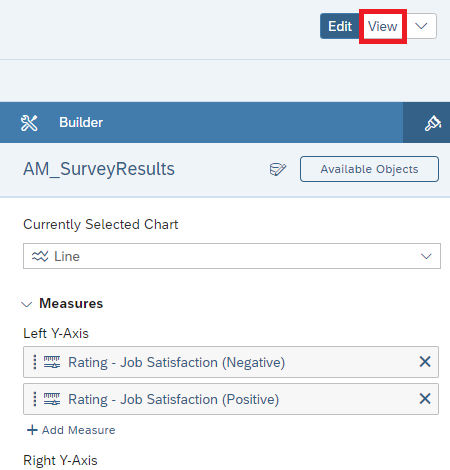 Edit View
Builder
AM_SurveyResults Available Objects
Currently Selected Chart
Line
Measures
Left Y-Axis
Rating - Job Satisfaction (Negative)
Rating - Job Satisfaction (Positive)
+ Add Measure
Right Y-Axis